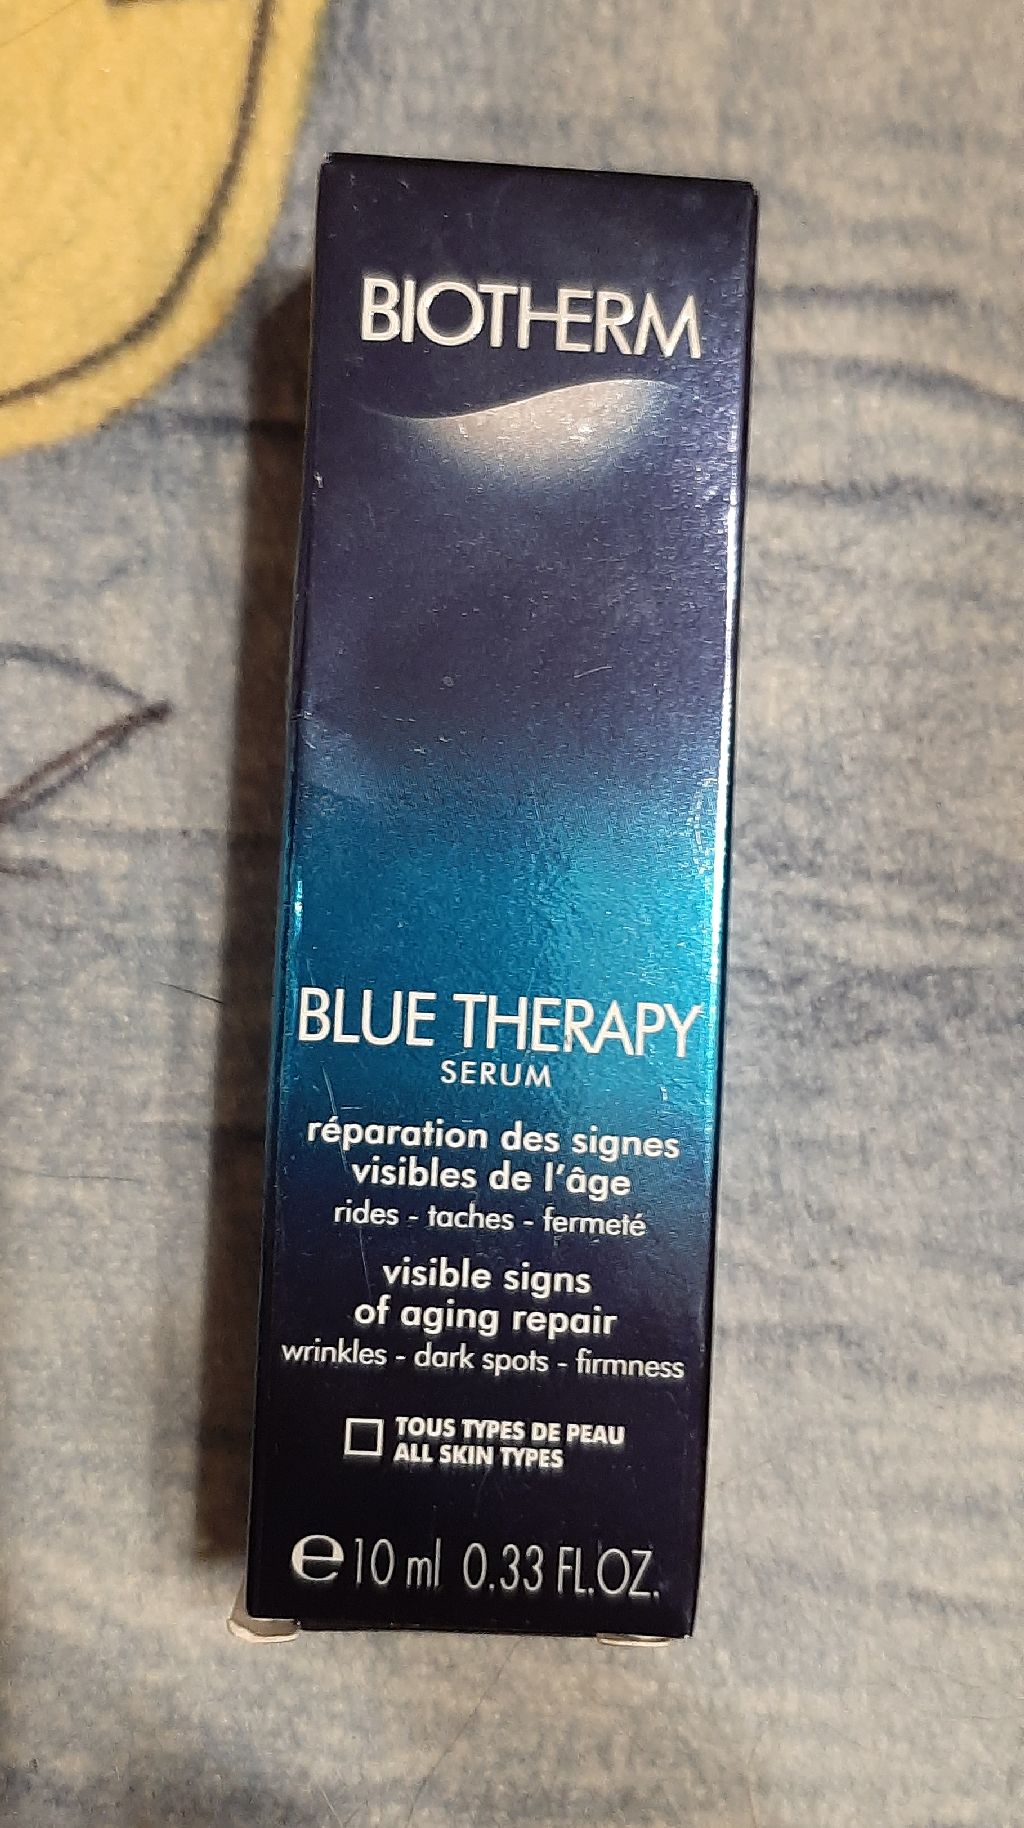 BIOTHERM
BLUE THERAPY
SERUM
réparation des signes
visibles de l'âge
rides - taches - fermeté
visible signs
of aging repair
wrinkles - dark spots - firmness
TOUS TYPES DE PEAU
ALL SKIN TYPES
℮10 ml 0.33 FL.OZ.